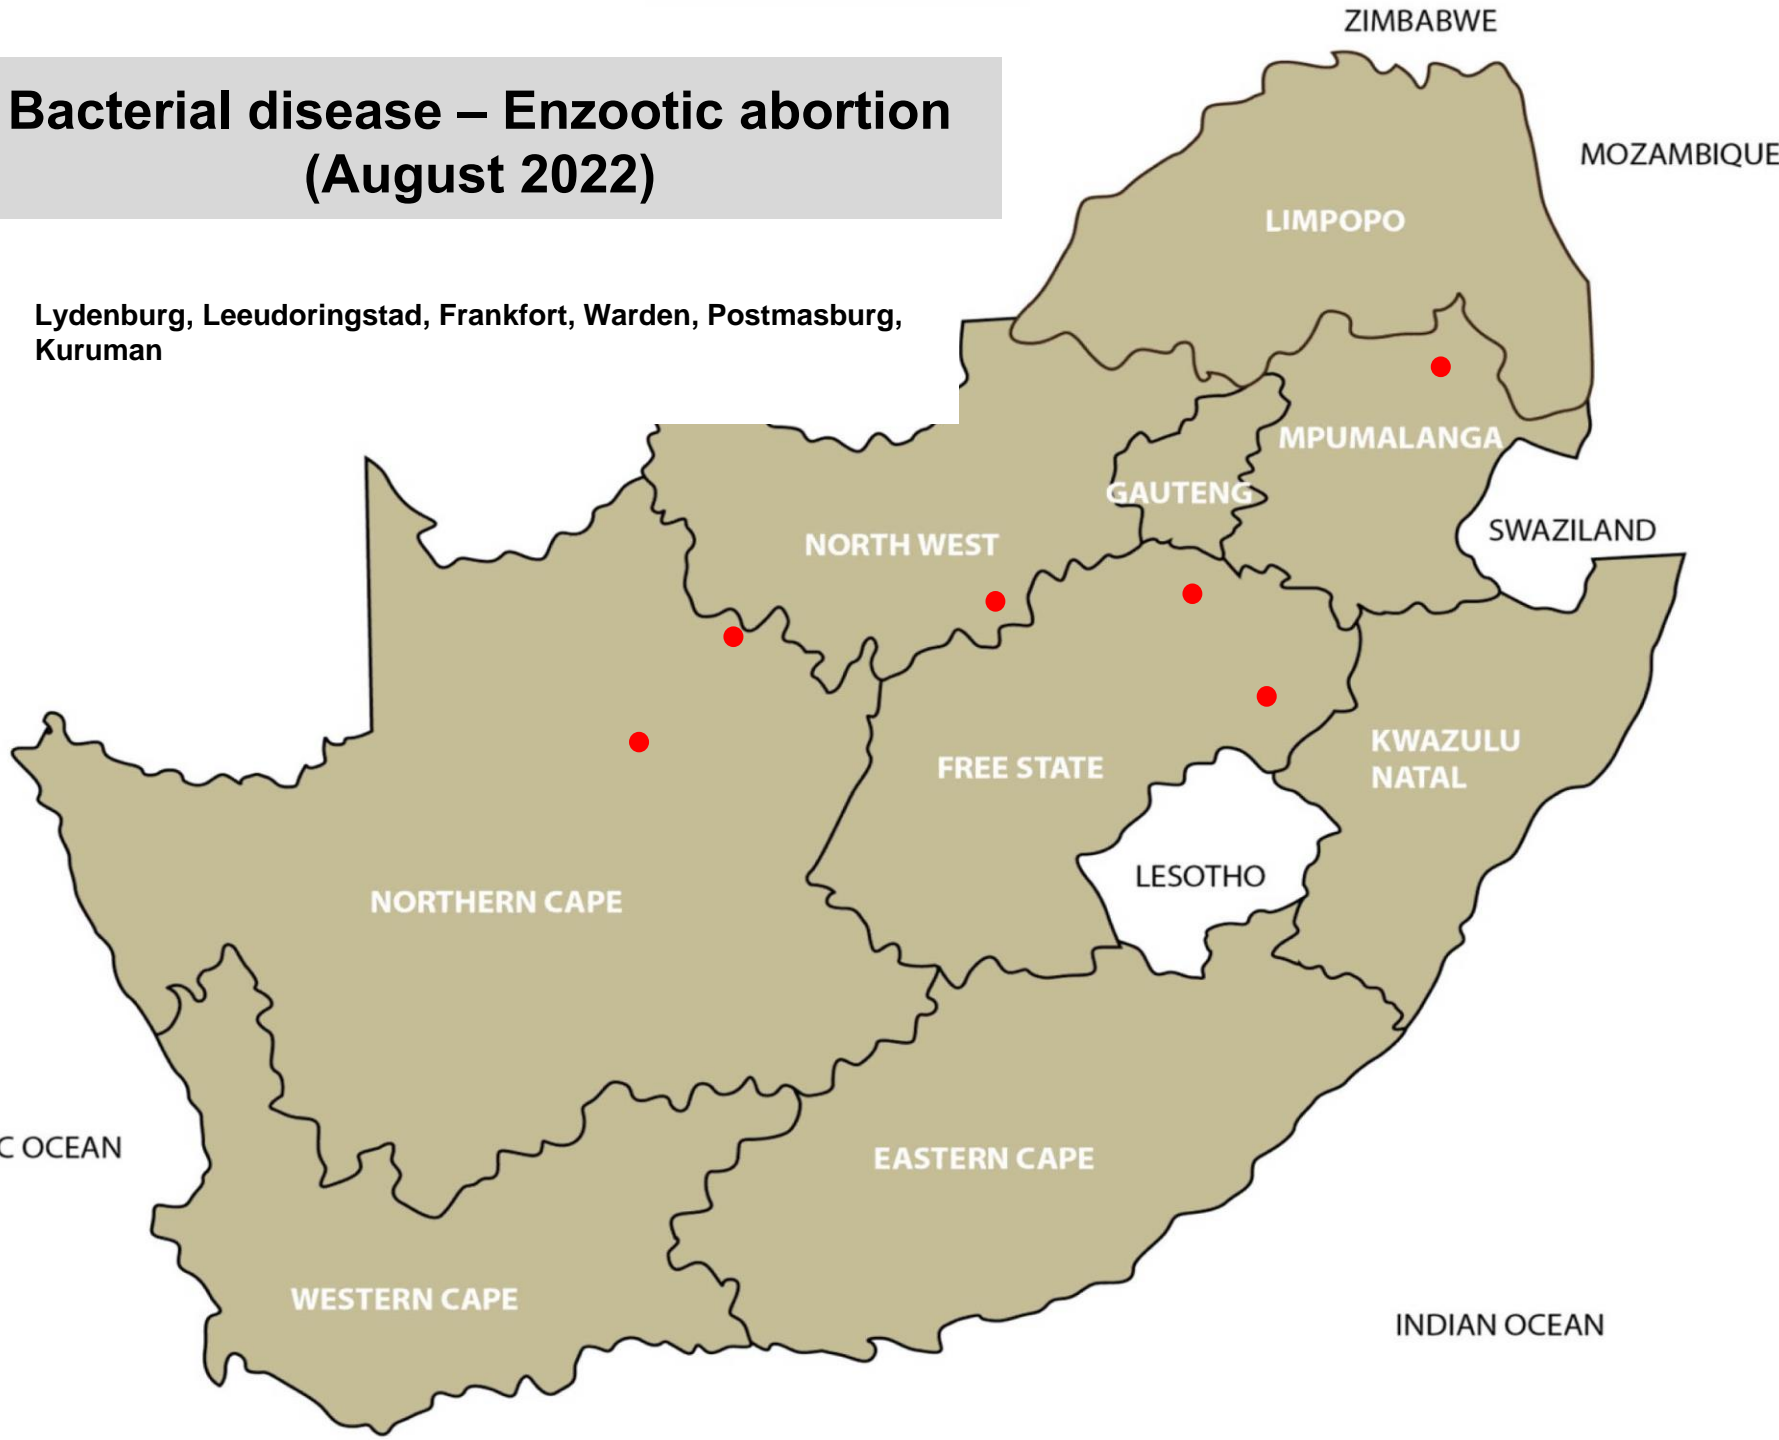 ZIMBABWE
Bacterial disease – Enzootic abortion
(August 2022)
MOZAMBIQUE
LIMPOPO
Lydenburg, Leeudoringstad, Frankfort, Warden, Postmasburg,
Kuruman
MPUMALANGA
GAUTENG
SWAZILAND
NORTH WEST
KWAZULU
NATAL
FREE STATE
LESOTHO
NORTHERN CAPE
C OCEAN
EASTERN CAPE
WESTERN CAPE
INDIAN OCEAN